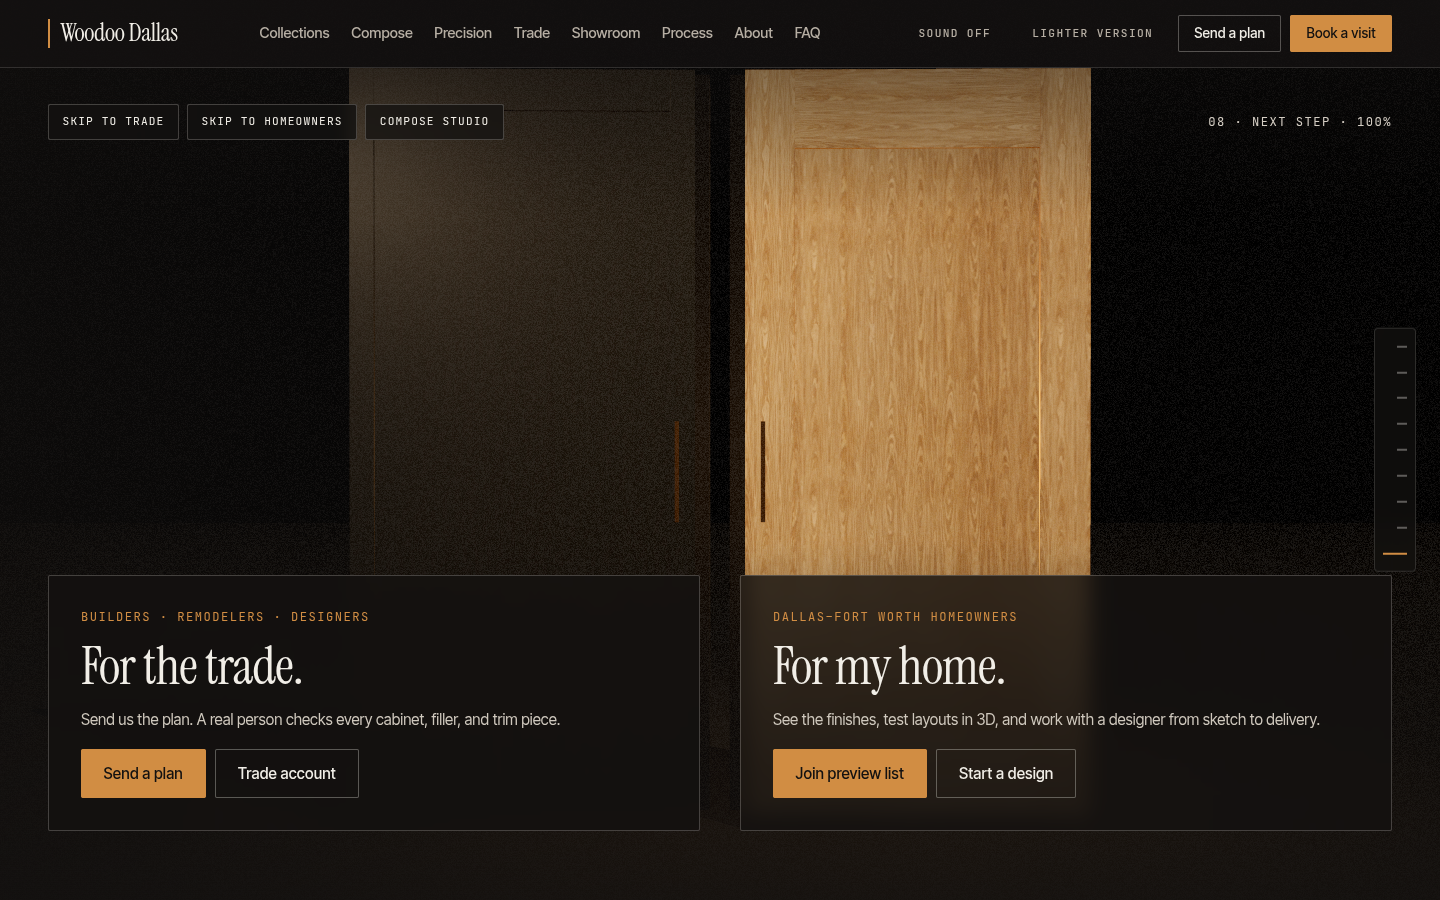 Woodoo Dallas
Collections Compose Precision Trade Showroom Process About FAQ
SOUND OFF LIGHTER VERSION
Send a plan Book a visit
SKIP TO TRADE SKIP TO HOMEOWNERS COMPOSE STUDIO
08 · NEXT STEP · 100%
BUILDERS · REMODELERS · DESIGNERS
For the trade.
Send us the plan. A real person checks every cabinet, filler, and trim piece.
Send a plan Trade account
DALLAS–FORT WORTH HOMEOWNERS
For my home.
See the finishes, test layouts in 3D, and work with a designer from sketch to delivery.
Join preview list Start a design